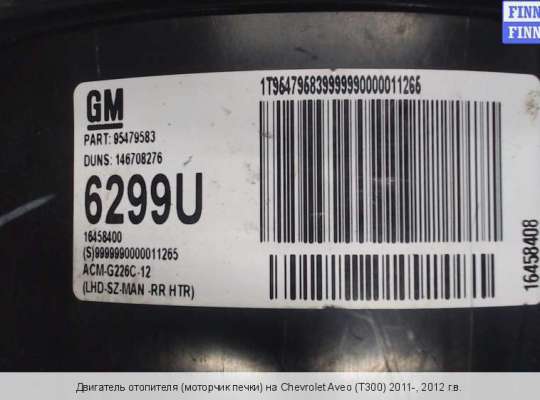 FINN
FINN
GM
PART: 95479583
DUNS: 146708276
6299U
16458400
(S)9999990000011265
ACM-G226C-12
(LHD-SZ-MAN -RR HTR)
1T964796839999990000011266
16458408
Двигатель отопителя (моторчик печки) на Chevrolet Aveo (T300) 2011-, 2012 г.в.